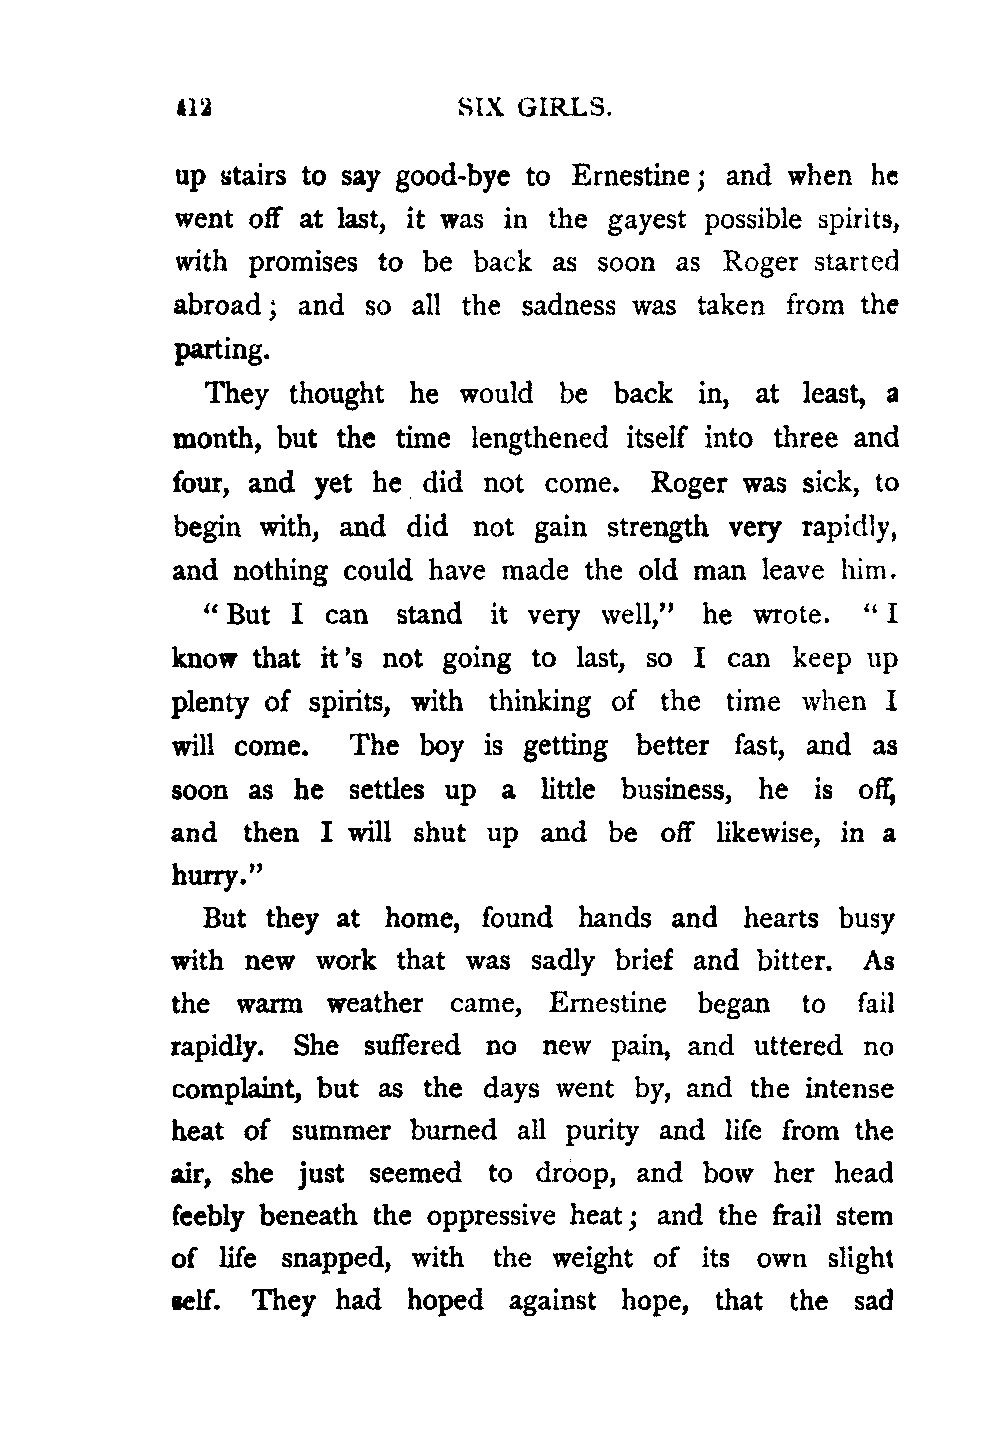 412 SIX GIRLS.
up stairs to say good-bye to Ernestine; and when he
went off at last, it was in the gayest possible spirits,
with promises to be back as soon as Roger started
abroad; and so all the sadness was taken from the
parting.
They thought he would be back in, at least, a
month, but the time lengthened itself into three and
four, and yet he did not come. Roger was sick, to
begin with, and did not gain strength very rapidly,
and nothing could have made the old man leave him.
“But I can stand it very well,” he wrote. “I
know that it's not going to last, so I can keep up
plenty of spirits, with thinking of the time when I
will come. The boy is getting better fast, and as
soon as he settles up a little business, he is off,
and then I will shut up and be off likewise, in a
hurry.”
But they at home, found hands and hearts busy
with new work that was sadly brief and bitter. As
the warm weather came, Ernestine began to fail
rapidly. She suffered no new pain, and uttered no
complaint, but as the days went by, and the intense
heat of summer burned all purity and life from the
air, she just seemed to droop, and bow her head
feebly beneath the oppressive heat; and the frail stem
of life snapped, with the weight of its own slight
self. They had hoped against hope, that the sad